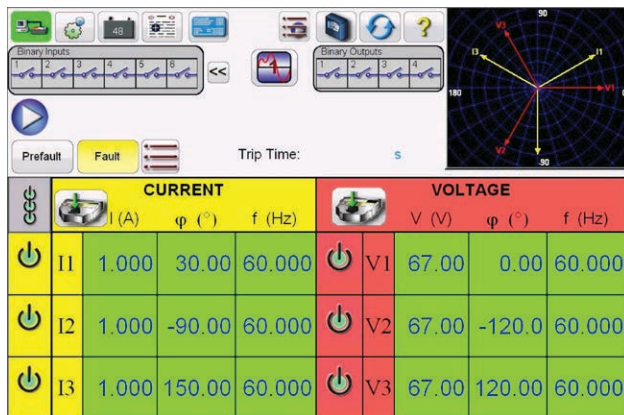 48
Binary Inputs
1 2 3 4 5 6
<<
1
Binary Outputs
1 2 3 4
?
90
V3
I3
I1
180
V1
0
V2
-90
Prefault
Fault
Trip Time:
s
CURRENT
VOLTAGE
I (A) φ (°) f (Hz)
V (V) φ (°) f (Hz)
I1 1.000 30.00 60.000 V1 67.00 0.00 60.000
I2 1.000 -90.00 60.000 V2 67.00 -120.0 60.000
I3 1.000 150.00 60.000 V3 67.00 120.00 60.000